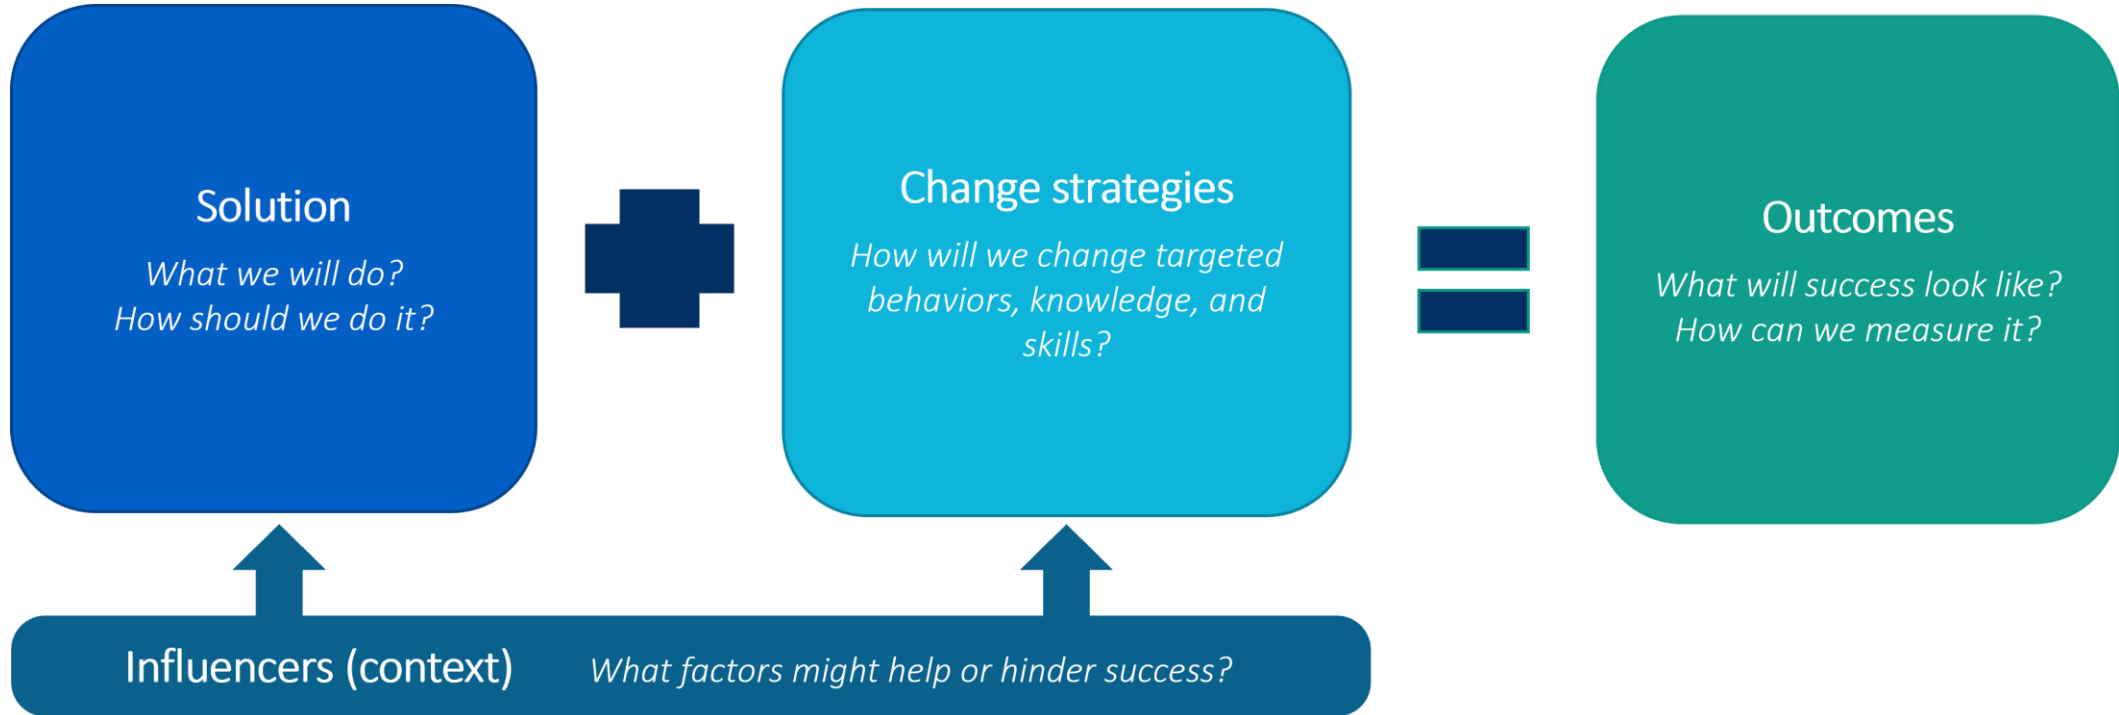 Solution
What we will do?
How should we do it?
Change strategies
How will we change targeted
behaviors, knowledge, and
skills?
Outcomes
What will success look like?
How can we measure it?
Influencers (context) What factors might help or hinder success?